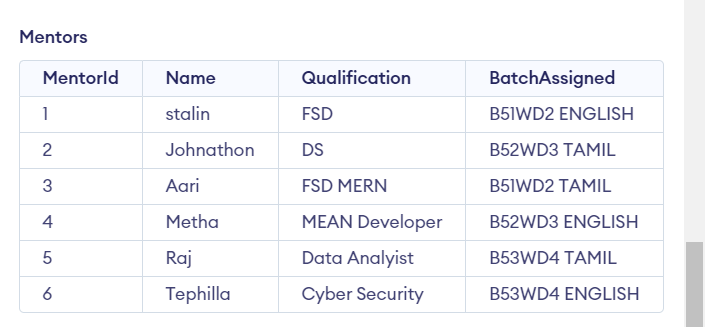 Mentors
MentorId Name Qualification BatchAssigned
1 stalin FSD B51WD2 ENGLISH
2 Johnathon DS B52WD3 TAMIL
3 Aari FSD MERN B51WD2 TAMIL
4 Metha MEAN Developer B52WD3 ENGLISH
5 Raj Data Analyist B53WD4 TAMIL
6 Tephilla Cyber Security B53WD4 ENGLISH